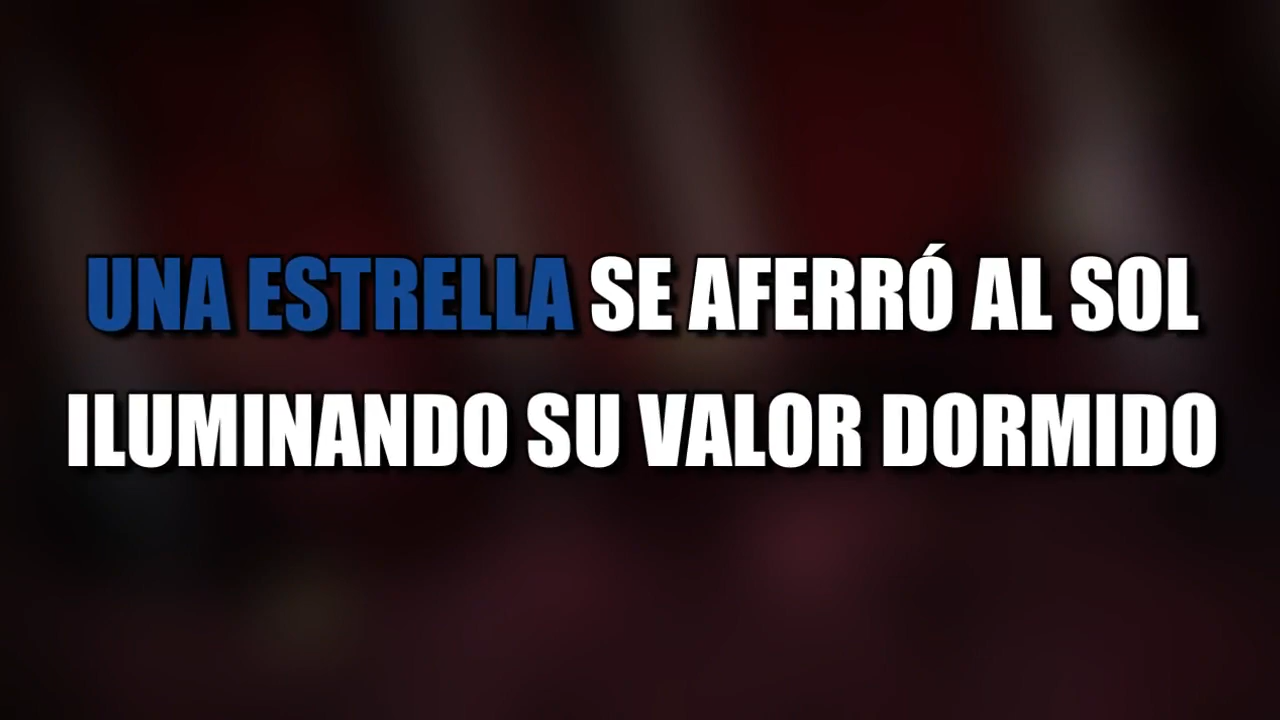 UNA ESTRELLA SE AFERRÓ AL SOL
ILUMINANDO SU VALOR DORMIDO